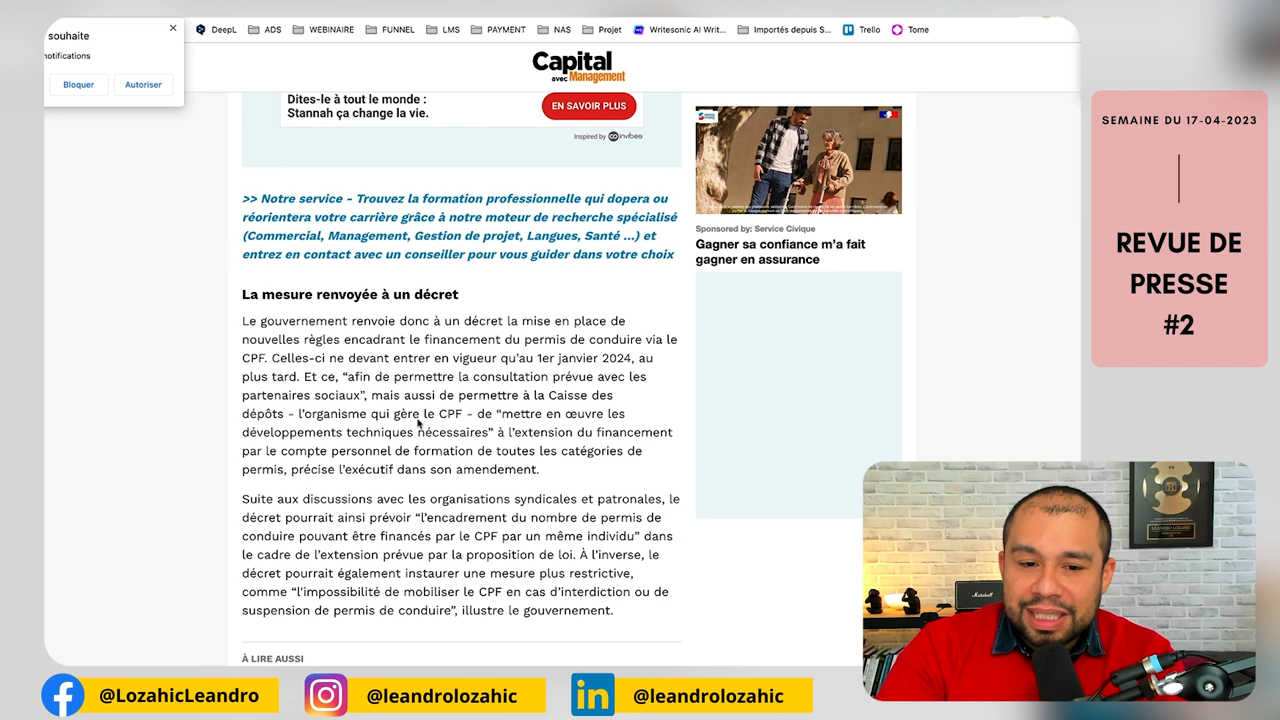 souhaite
notifications
Bloquer
Autoriser
DeepL
ADS
WEBINAIRE
FUNNEL
LMS
PAYMENT
NAS
Projet
Writesonic AI Writ...
Importés depuis S...
Trello
Tome
Capital
avec Management
Dites-le à tout le monde :
Stannah ça change la vie.
EN SAVOIR PLUS
Inspired by invibes
>> Notre service - Trouvez la formation professionnelle qui dopera ou
réorientera votre carrière grâce à notre moteur de recherche spécialisé
(Commercial, Management, Gestion de projet, Langues, Santé …) et
entrez en contact avec un conseiller pour vous guider dans votre choix
La mesure renvoyée à un décret
Le gouvernement renvoie donc à un décret la mise en place de
nouvelles règles encadrant le financement du permis de conduire via le
CPF. Celles-ci ne devant entrer en vigueur qu’au 1er janvier 2024, au
plus tard. Et ce, “afin de permettre la consultation prévue avec les
partenaires sociaux”, mais aussi de permettre à la Caisse des
dépôts - l’organisme qui gère le CPF - de “mettre en œuvre les
développements techniques nécessaires” à l’extension du financement
par le compte personnel de formation de toutes les catégories de
permis, précise l’exécutif dans son amendement.
Suite aux discussions avec les organisations syndicales et patronales, le
décret pourrait ainsi prévoir “l’encadrement du nombre de permis de
conduire pouvant être financés par le CPF par un même individu” dans
le cadre de l’extension prévue par la proposition de loi. À l’inverse, le
décret pourrait également instaurer une mesure plus restrictive,
comme “l'impossibilité de mobiliser le CPF en cas d’interdiction ou de
suspension de permis de conduire”, illustre le gouvernement.
À LIRE AUSSI
Sponsored by: Service Civique
Gagner sa confiance m’a fait
gagner en assurance
SEMAINE DU 17-04-2023
REVUE DE
PRESSE
#2
Marshall
@LozahicLeandro
@leandrolozahic
in
@leandrolozahic